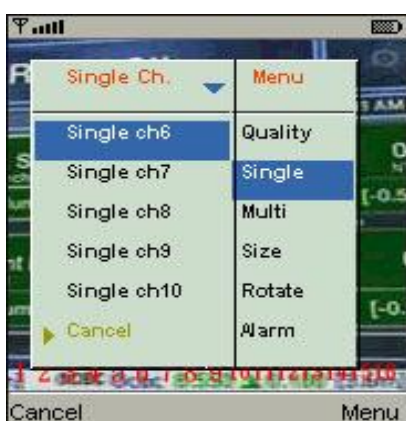 Single Ch.
Menu
Single ch6
Quality
Single ch7
Single
Single ch8
Multi
Single ch9
Size
Single ch10
Rotate
Cancel
Alarm
Cancel
Menu